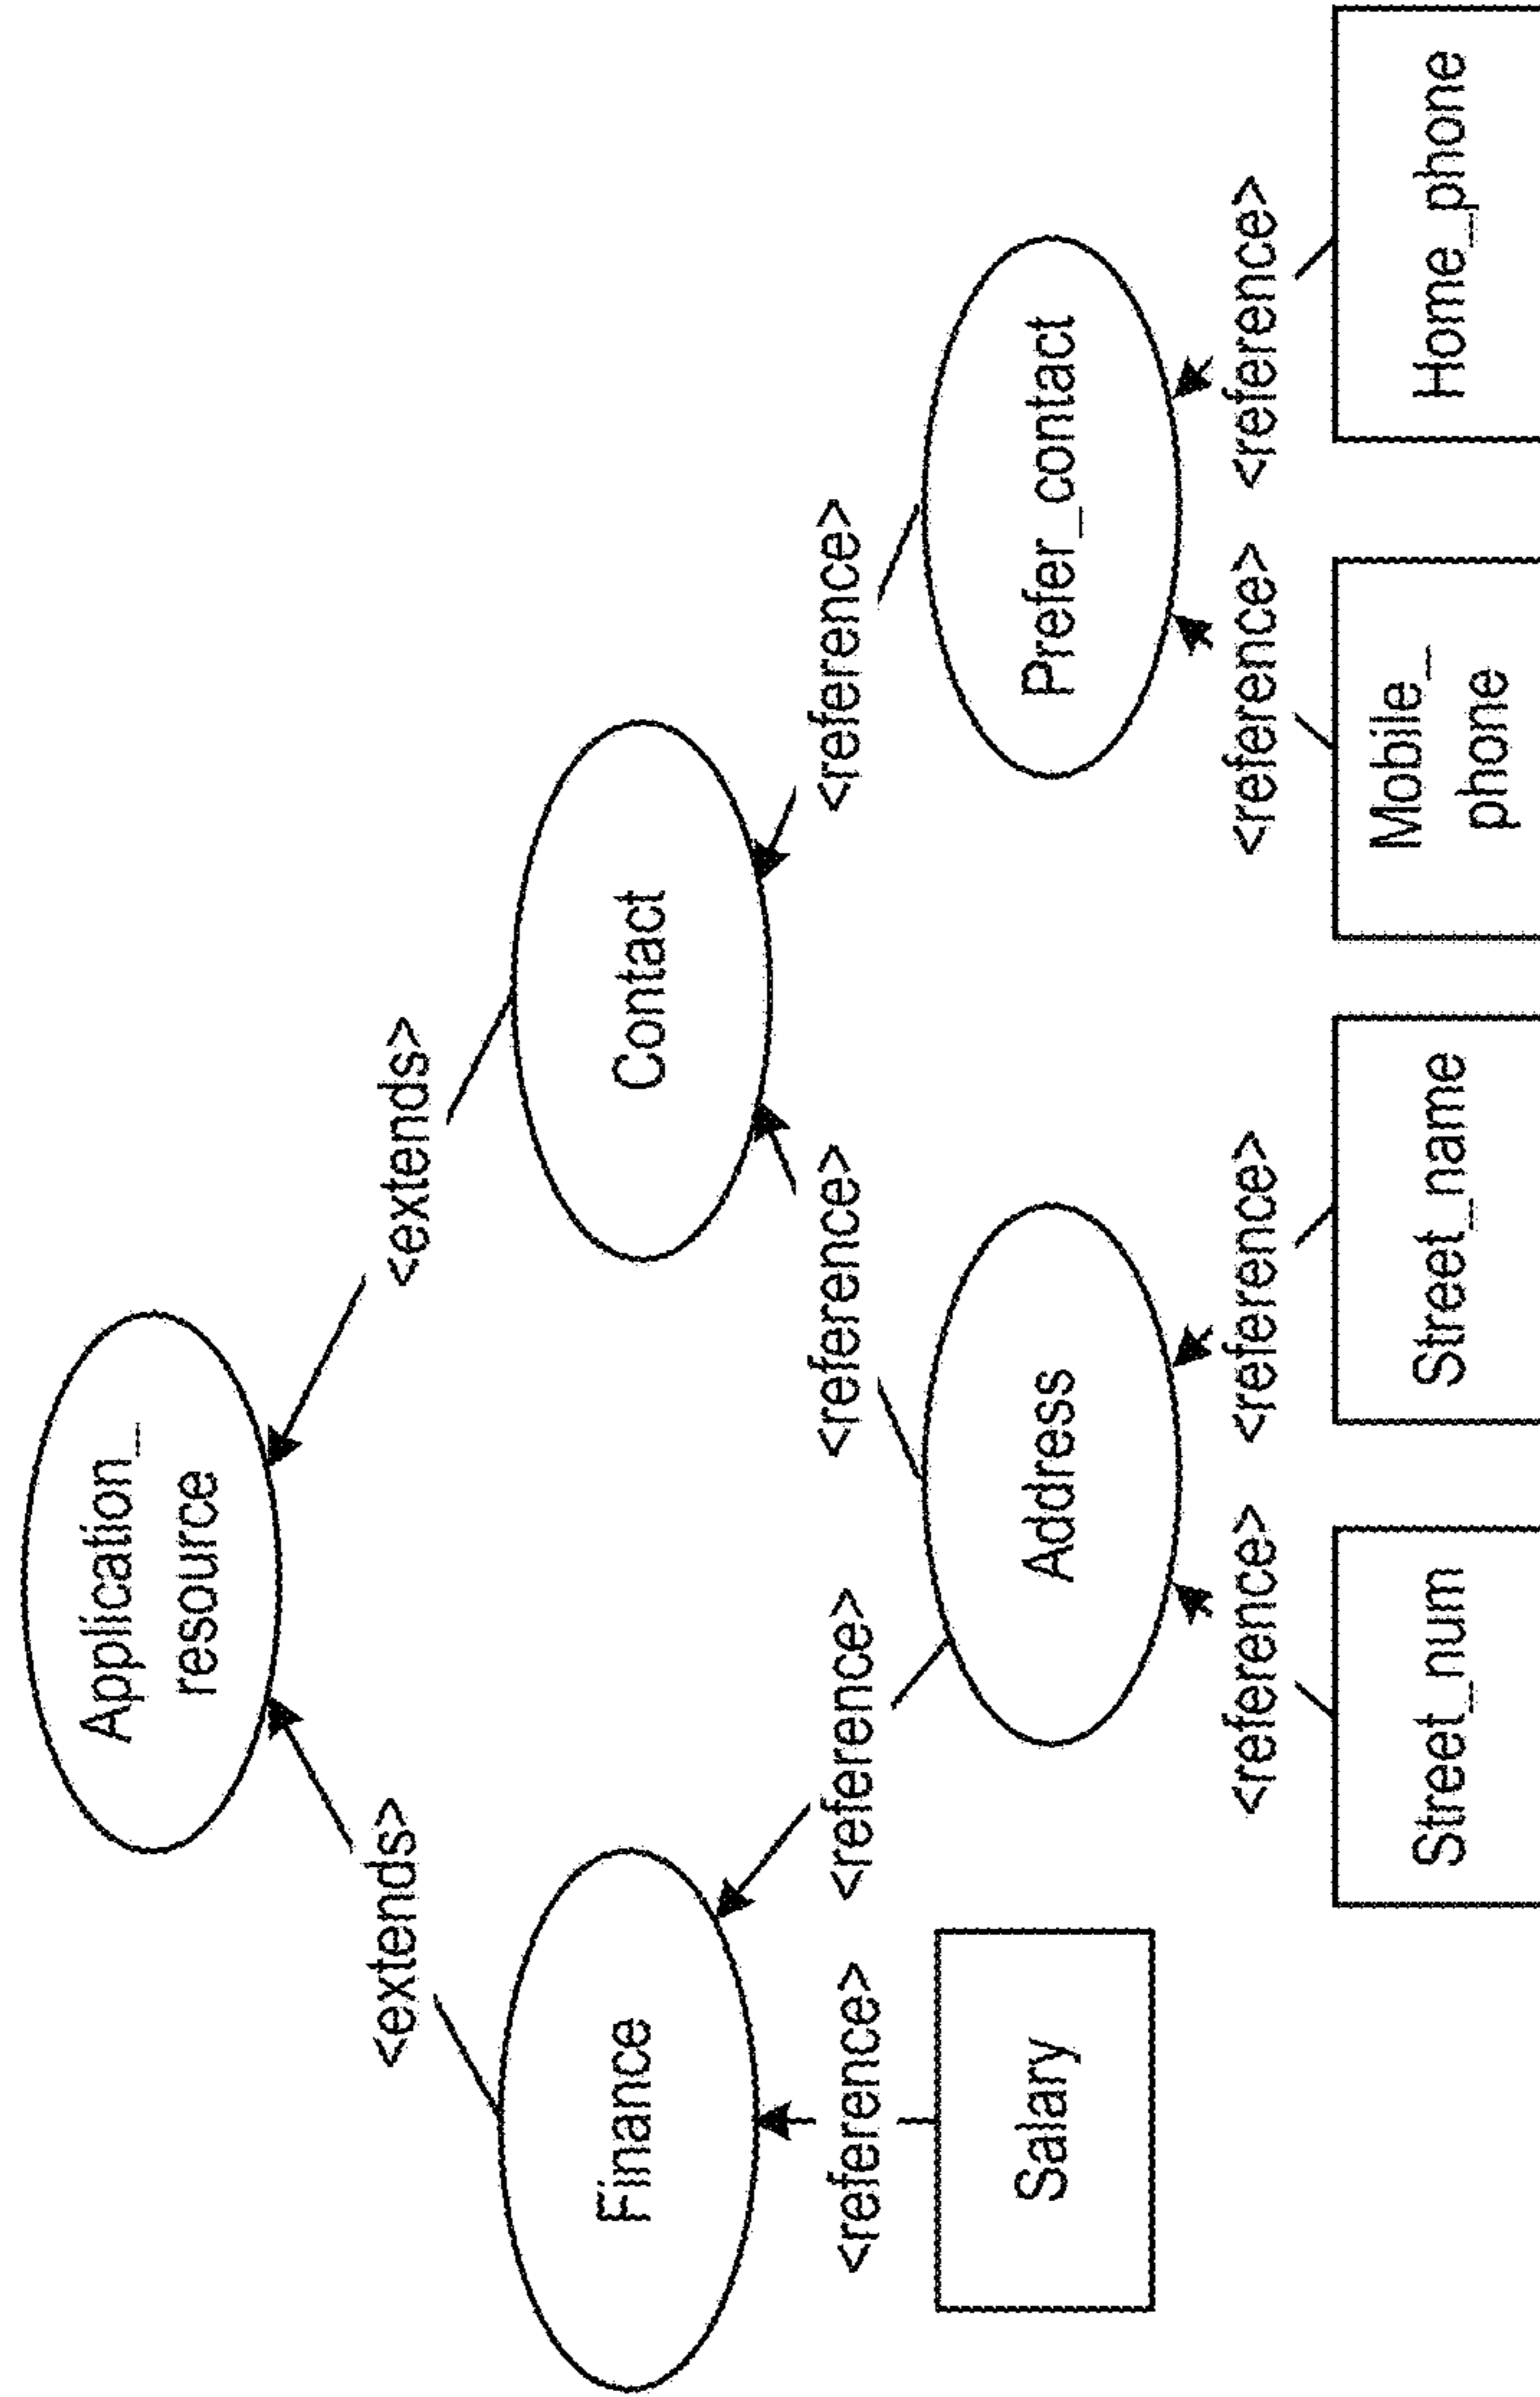 Application_
resource
<extends>
<extends>
Finance
Contact
<reference>
<reference>
<reference>
<reference>
Salary
Address
Prefer_contact
<reference>
<reference>
<reference>
<reference>
Street_num
Street_name
Mobile_
phone
Home_phone